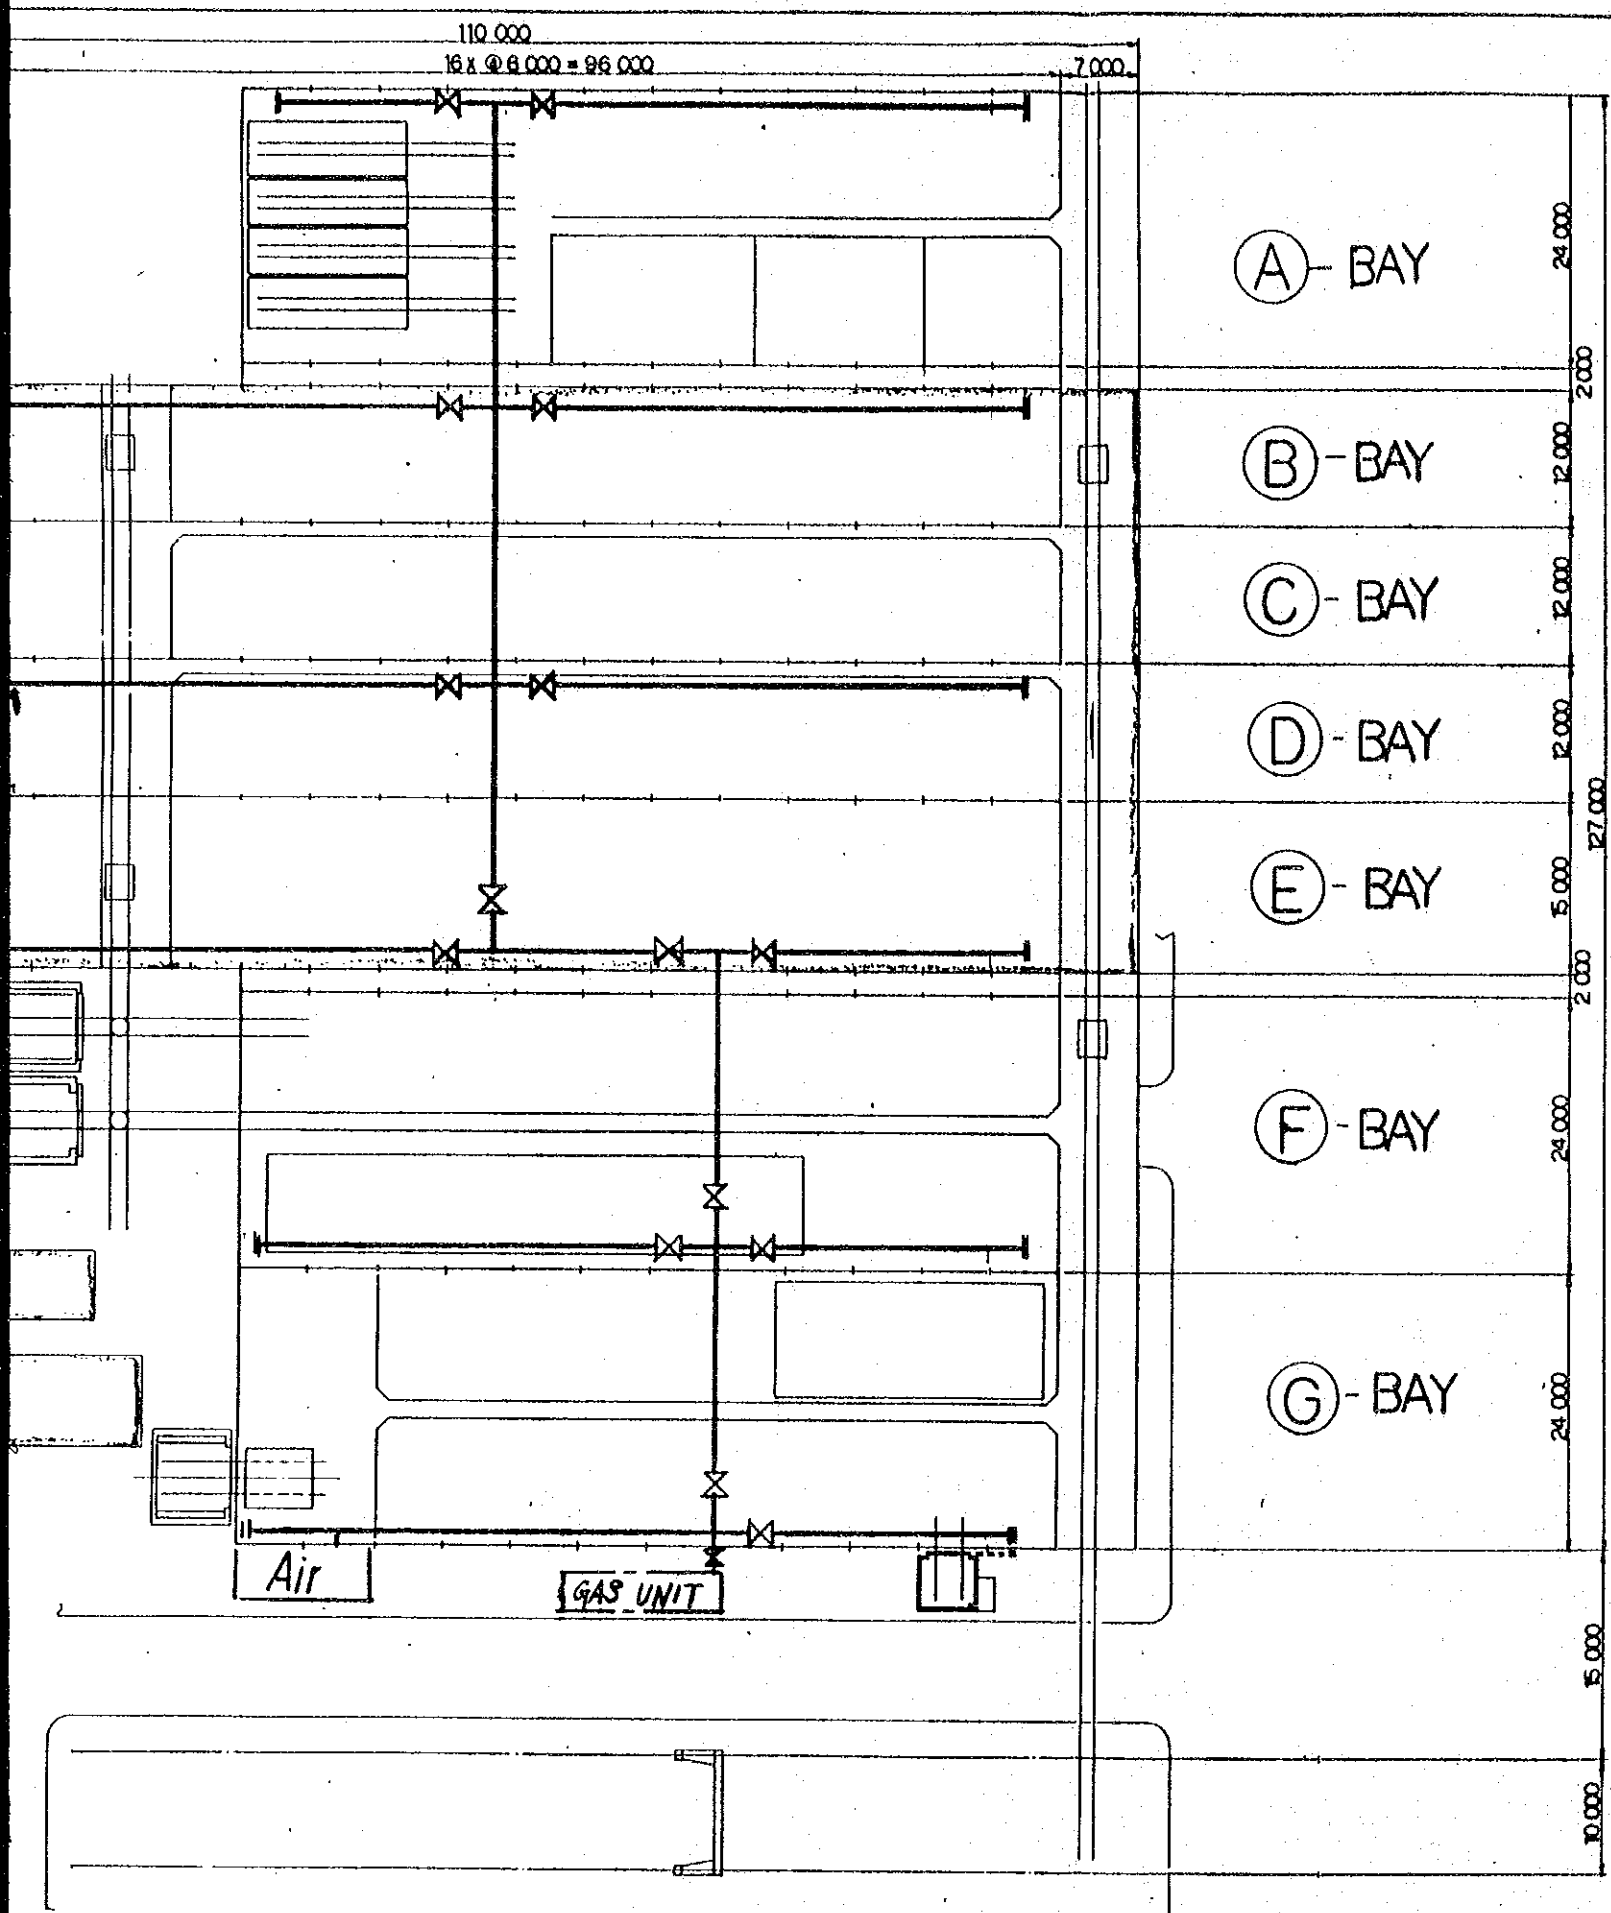 110 000
16 x @ 6 000 = 96 000
7 000
A - BAY
24 000
2 000
B - BAY
12 000
C - BAY
12 000
D - BAY
12 000
127 000
E - BAY
15 000
2 000
F - BAY
24 000
G - BAY
24 000
Air
GAS UNIT
15 000
10 000